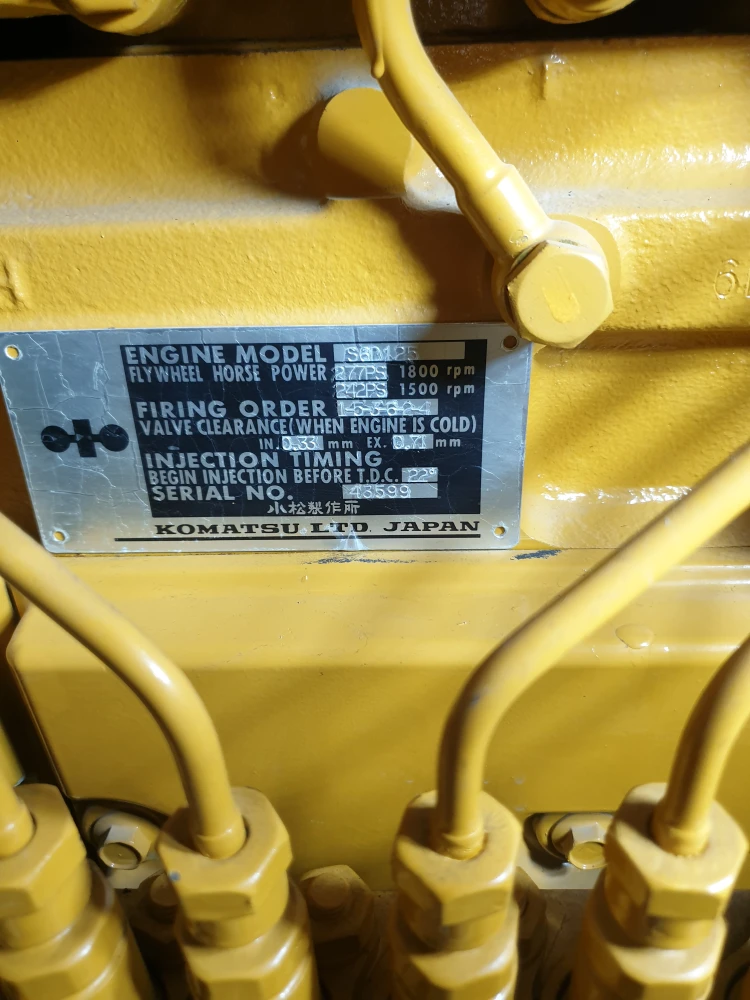 ENGINE MODEL S6D125
FLYWHEEL HORSE POWER 277PS 1800 rpm
242PS 1500 rpm
FIRING ORDER 1-5-3-6-2-4
VALVE CLEARANCE(WHEN ENGINE IS COLD)
IN. 0.33 mm EX. 0.71 mm
INJECTION TIMING
BEGIN INJECTION BEFORE T.D.C. 22°
SERIAL NO. 43599
小松製作所
KOMATSU LTD. JAPAN